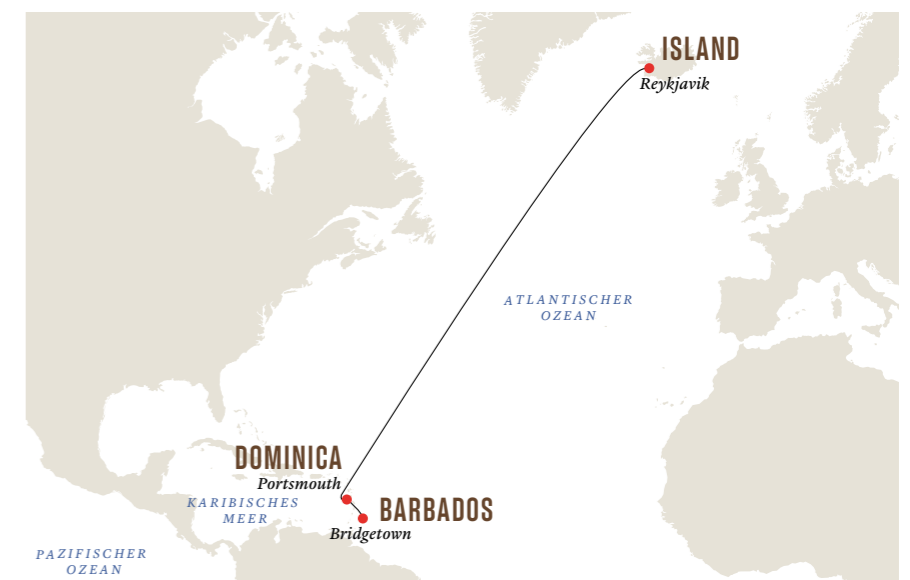 ISLAND
Reykjavik
ATLANTISCHER
OZEAN
DOMINICA
Portsmouth
KARIBISCHES
MEER
BARBADOS
Bridgetown
PAZIFISCHER
OZEAN